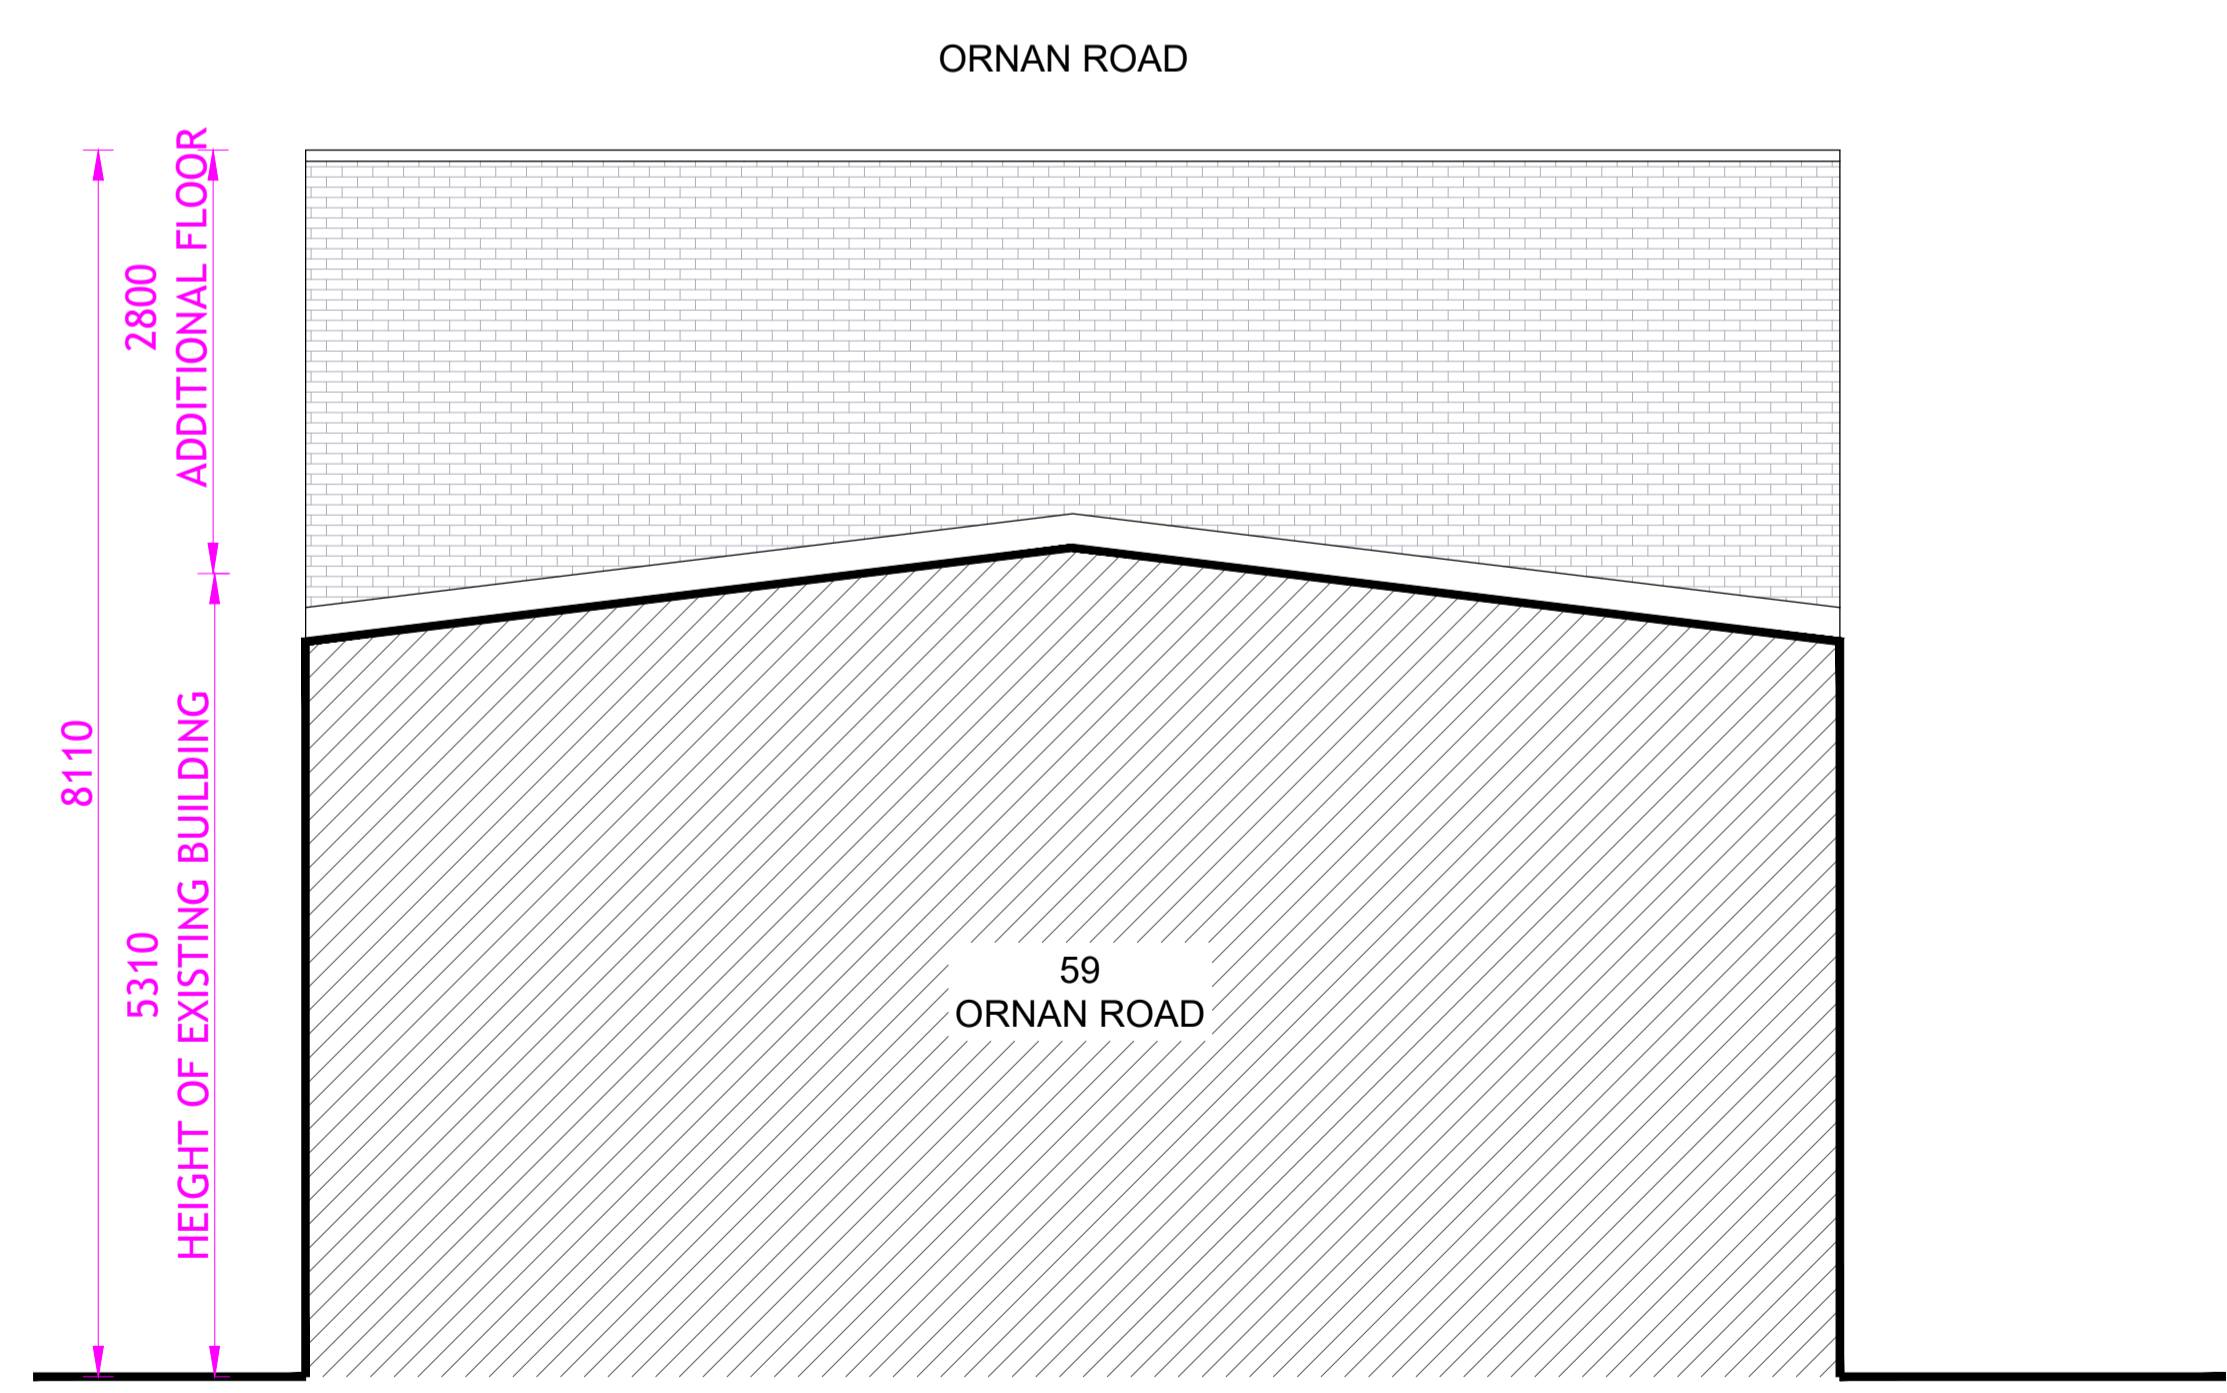 ORNAN ROAD
2800
ADDITIONAL FLOOR
8110
5310
HEIGHT OF EXISTING BUILDING
59
ORNAN ROAD